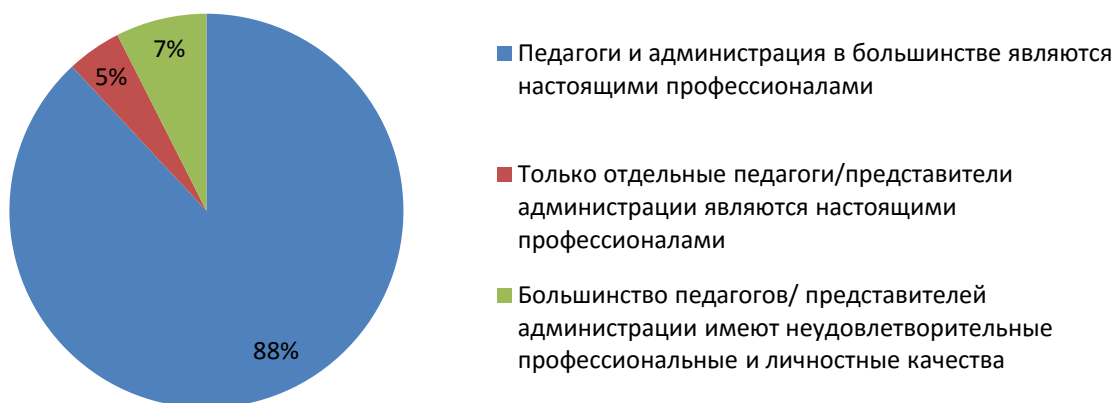 7%
5%
88%
Педагоги и администрация в большинстве являются
настоящими профессионалами
Только отдельные педагоги/представители
администрации являются настоящими
профессионалами
Большинство педагогов/ представителей
администрации имеют неудовлетворительные
профессиональные и личностные качества